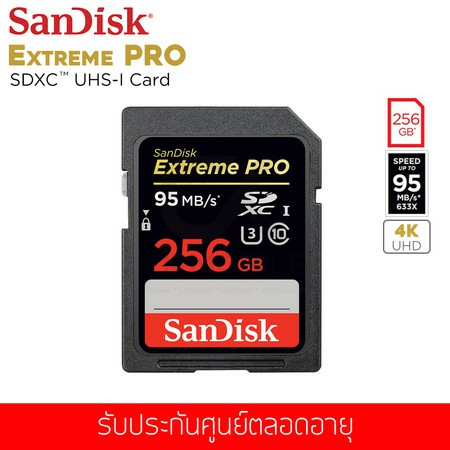 SanDisk®
EXTREME PRO
SDXC™ UHS-I Card
256
GB*
SPEED
UP TO
95
MB/s*
633X
4K
UHD
SanDisk
Extreme PRO
95 MB/s*
SD XC I
U3 10
256 GB
SanDisk
รับประกันศูนย์ตลอดอายุ